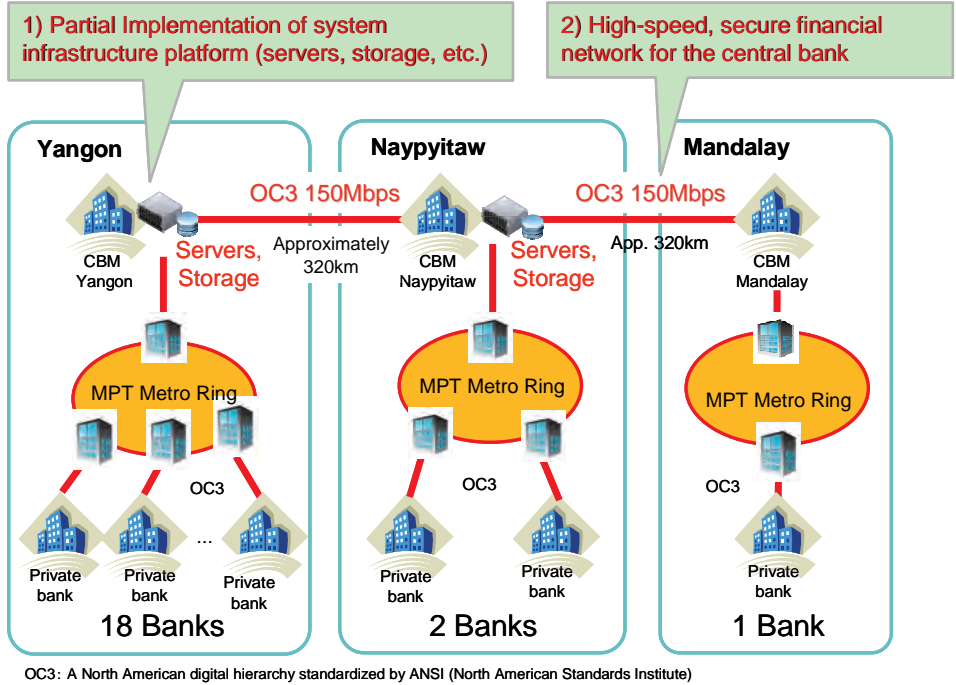 1) Partial Implementation of system
infrastructure platform (servers, storage, etc.)
2) High-speed, secure financial
network for the central bank
Yangon
Naypyitaw
Mandalay
OC3 150Mbps
OC3 150Mbps
Servers,
Storage
Approximately
320km
Servers,
Storage
App. 320km
CBM
Yangon
CBM
Naypyitaw
CBM
Mandalay
MPT Metro Ring
MPT Metro Ring
MPT Metro Ring
OC3
OC3
OC3
...
Private
bank
Private
bank
Private
bank
Private
bank
Private
bank
Private
bank
18 Banks
2 Banks
1 Bank
OC3: A North American digital hierarchy standardized by ANSI (North American Standards Institute)